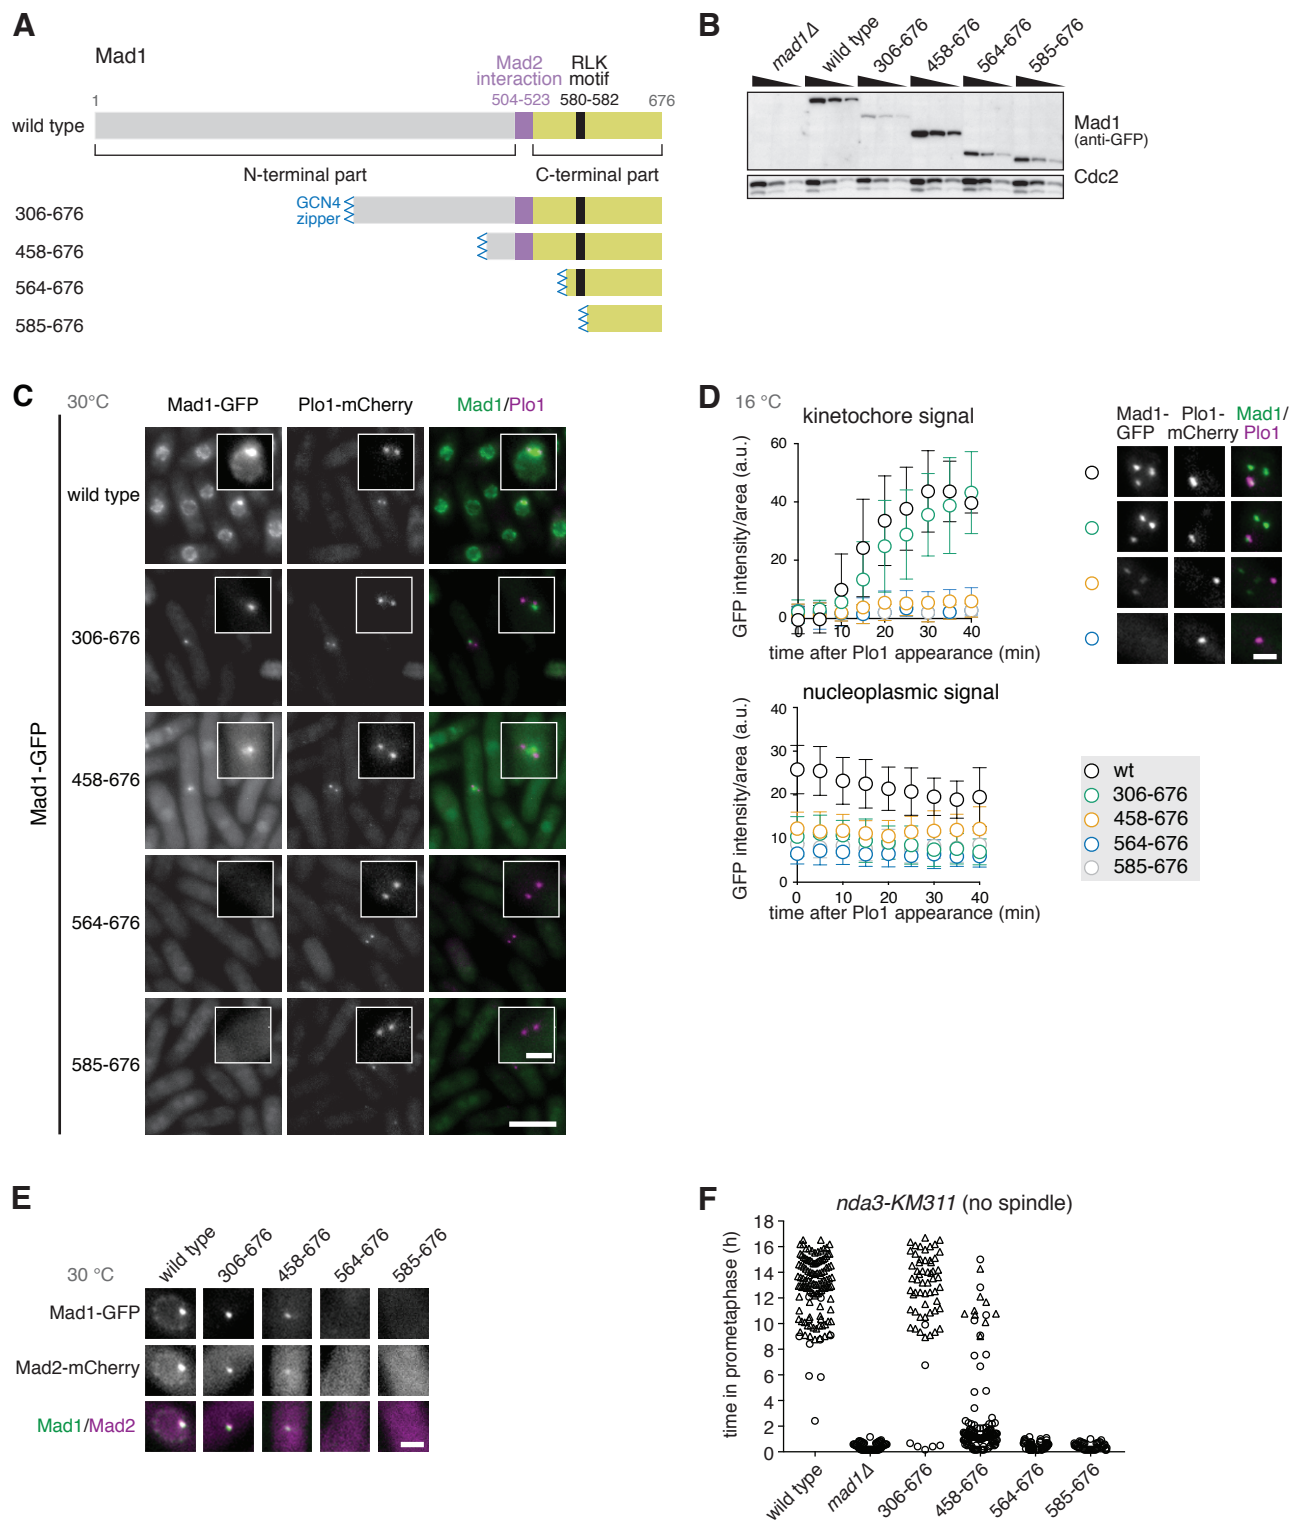 A
Mad1
Mad2
interaction
504-523
RLK
motif
580-582
1
676
wild type
N-terminal part
C-terminal part
GCN4
zipper
306-676
458-676
564-676
585-676
B
mad1Δ
wild type
306-676
458-676
564-676
585-676
Mad1
(anti-GFP)
Cdc2
C
30°C
Mad1-GFP
Plo1-mCherry
Mad1/Plo1
Mad1-GFP
wild type
306-676
458-676
564-676
585-676
D
16 °C
kinetochore signal
GFP intensity/area (a.u.)
60
40
20
0
0 10 20 30 40
time after Plo1 appearance (min)
Mad1-
GFP
Plo1-
mCherry
Mad1/
Plo1
nucleoplasmic signal
GFP intensity/area (a.u.)
40
30
20
10
0
0 10 20 30 40
time after Plo1 appearance (min)
wt
306-676
458-676
564-676
585-676
E
30 °C
wild type
306-676
458-676
564-676
585-676
Mad1-GFP
Mad2-mCherry
Mad1/Mad2
F
nda3-KM311 (no spindle)
time in prometaphase (h)
18
16
14
12
10
8
6
4
2
0
wild type
mad1Δ
306-676
458-676
564-676
585-676